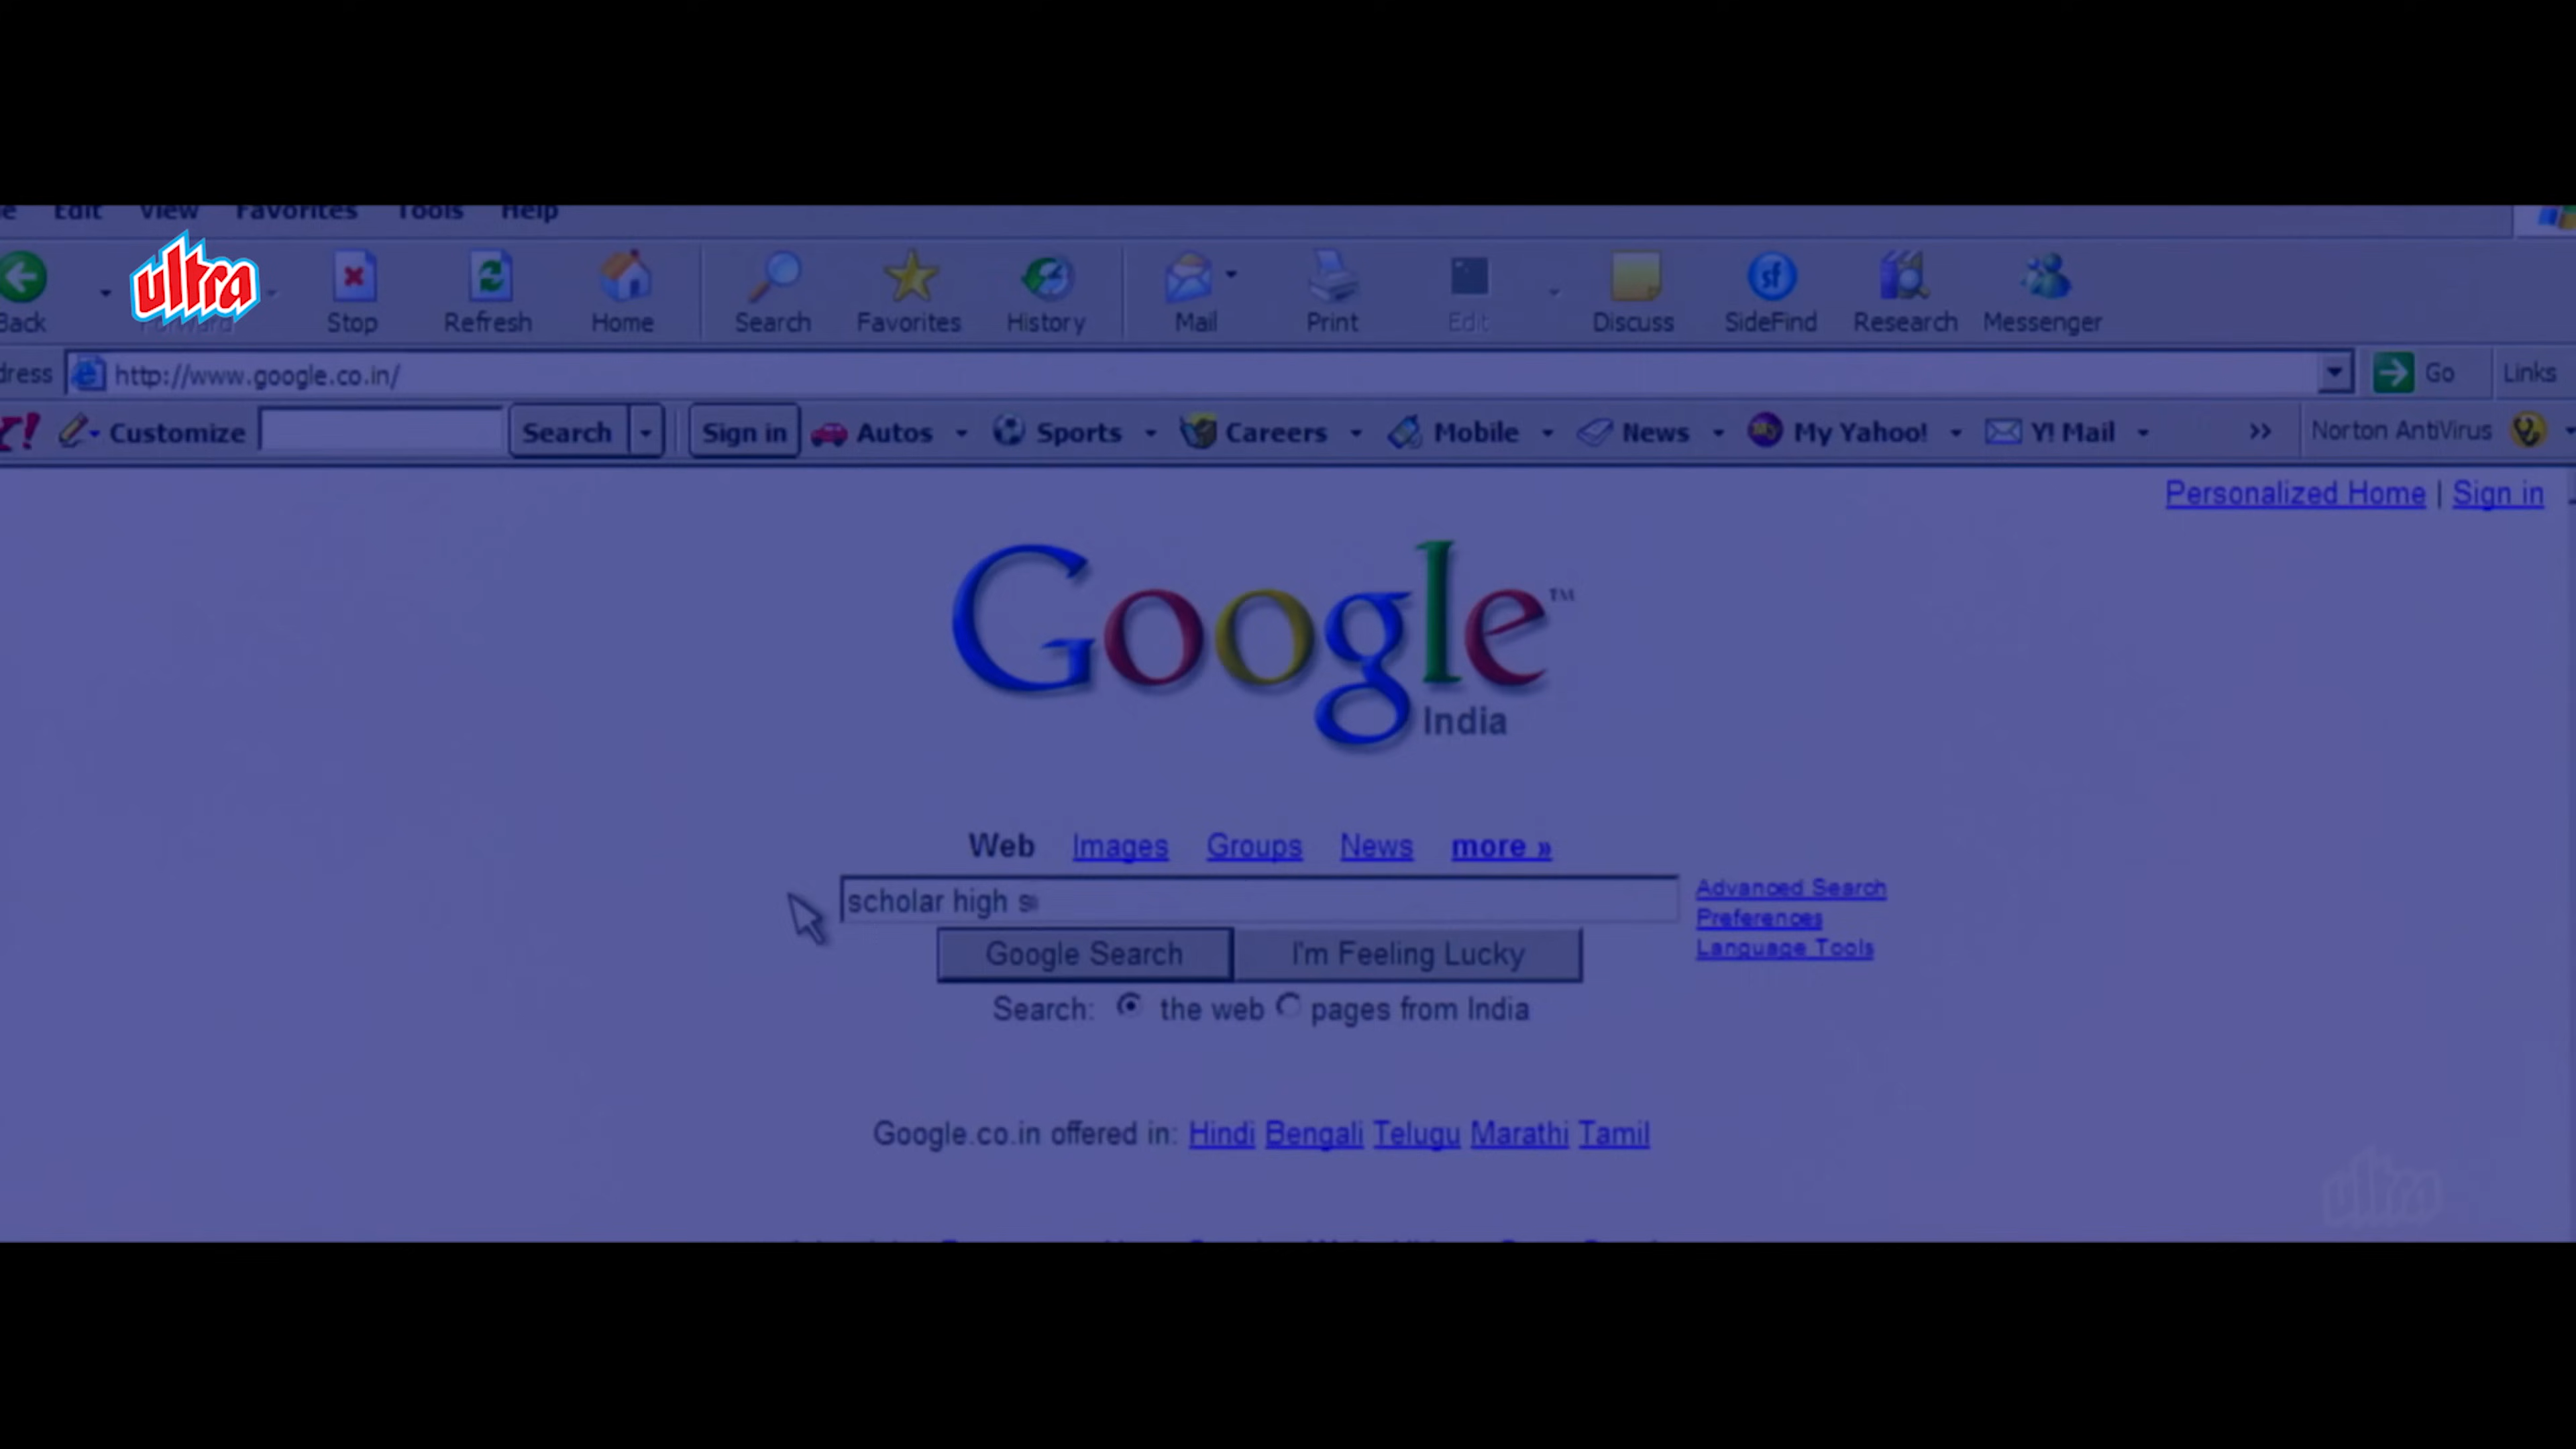 Edit View Favorites Tools Help
ultra
Back Stop Refresh Home Search Favorites History Mail Print Edit Discuss SideFind Research Messenger
http://www.google.co.in/ Go Links
Y! Customize Search Sign in Autos Sports Careers Mobile News My Yahoo! Y! Mail >> Norton AntiVirus
Personalized Home | Sign in
Google™
India
Web Images Groups News more »
scholar high s
Advanced Search
Preferences
Language Tools
Google Search I'm Feeling Lucky
Search: the web pages from India
Google.co.in offered in: Hindi Bengali Telugu Marathi Tamil
ultra